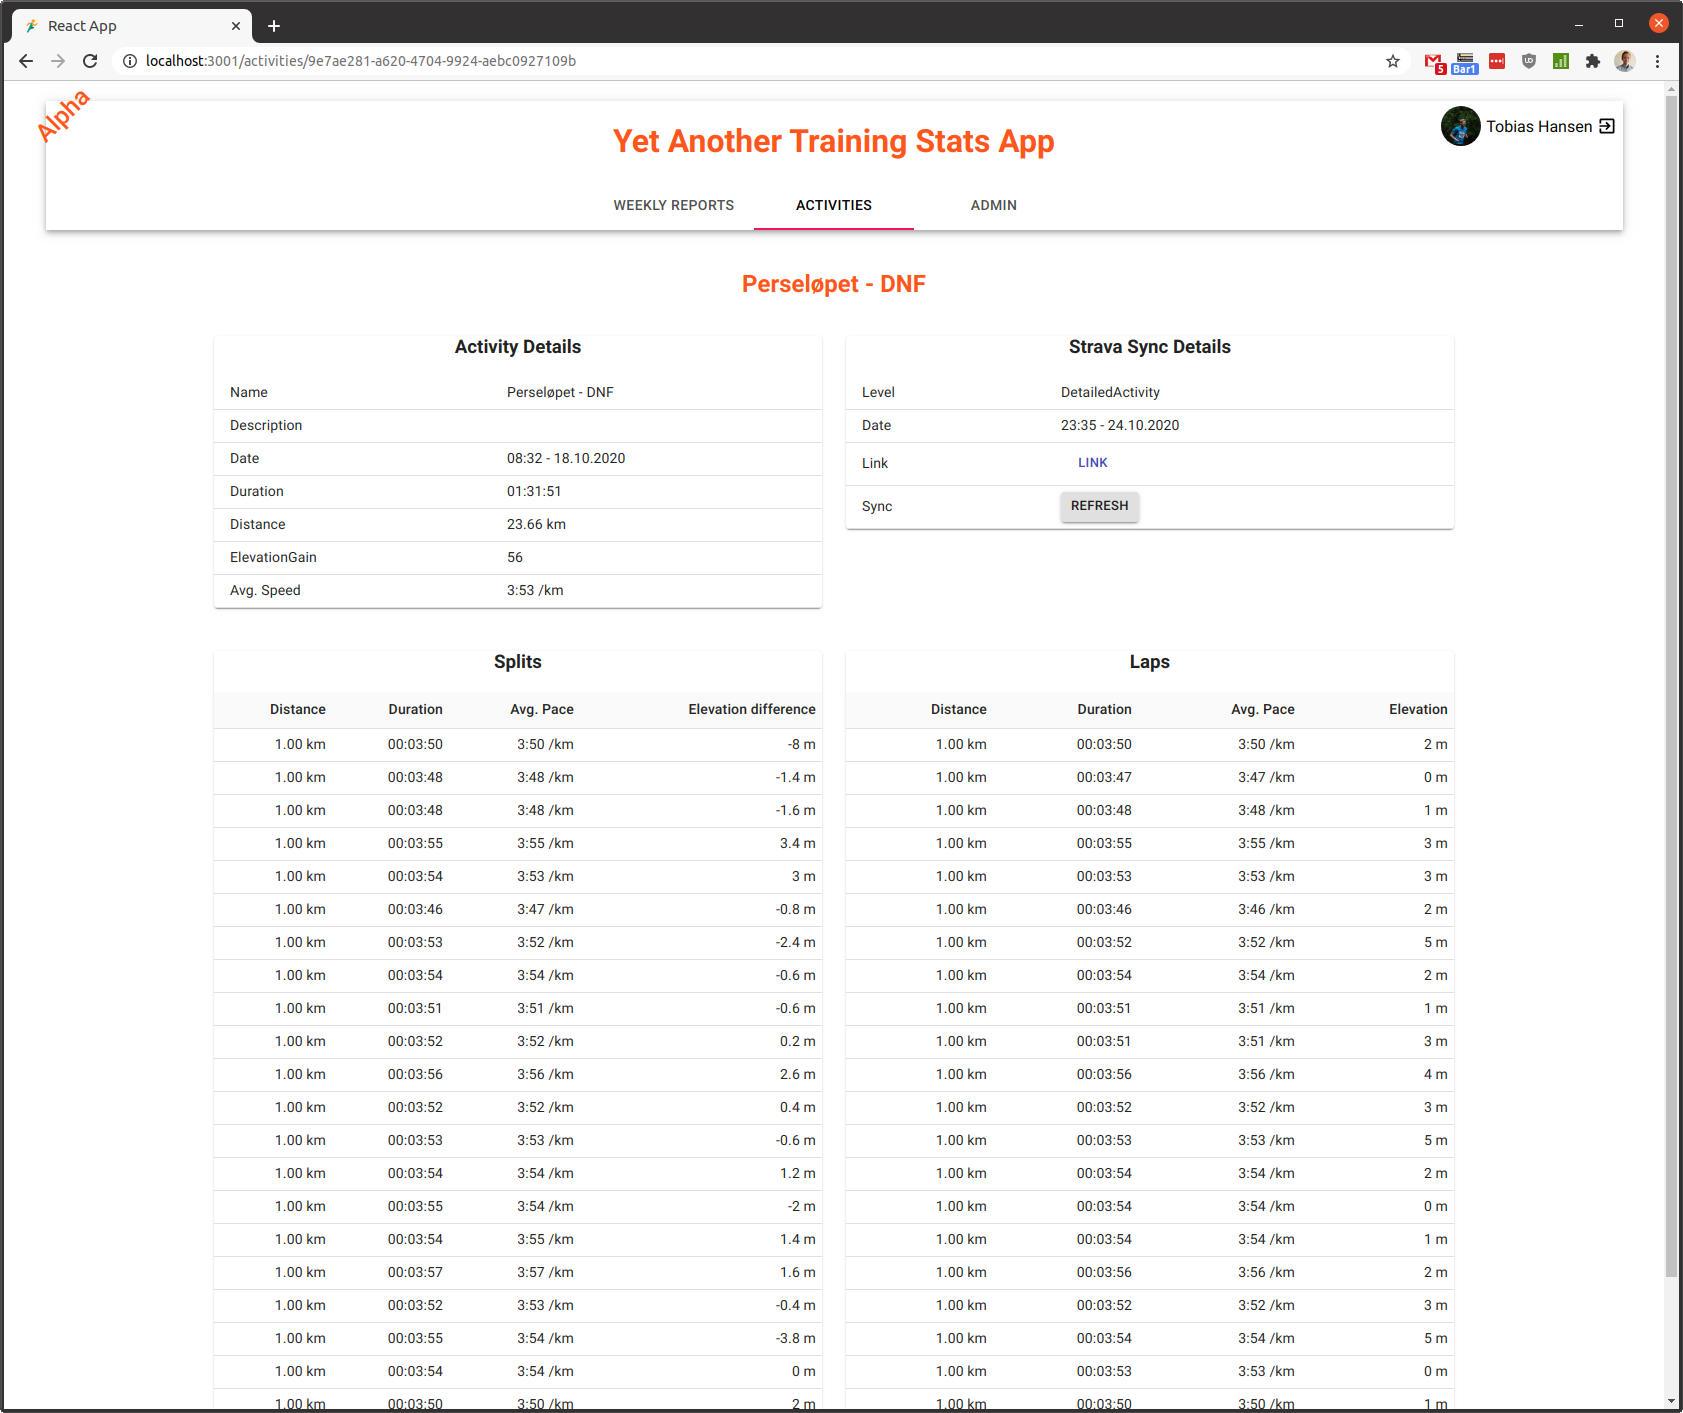 React App
localhost:3001/activities/9e7ae281-a620-4704-9924-aebc0927109b
5
Bar1
Alpha
Yet Another Training Stats App
Tobias Hansen
WEEKLY REPORTS ACTIVITIES ADMIN
Perseløpet - DNF
Activity Details
Name Perseløpet - DNF
Description
Date 08:32 - 18.10.2020
Duration 01:31:51
Distance 23.66 km
ElevationGain 56
Avg. Speed 3:53 /km
Strava Sync Details
Level DetailedActivity
Date 23:35 - 24.10.2020
Link LINK
Sync REFRESH
Splits
Distance Duration Avg. Pace Elevation difference
1.00 km 00:03:50 3:50 /km -8 m
1.00 km 00:03:48 3:48 /km -1.4 m
1.00 km 00:03:48 3:48 /km -1.6 m
1.00 km 00:03:55 3:55 /km 3.4 m
1.00 km 00:03:54 3:53 /km 3 m
1.00 km 00:03:46 3:47 /km -0.8 m
1.00 km 00:03:53 3:52 /km -2.4 m
1.00 km 00:03:54 3:54 /km -0.6 m
1.00 km 00:03:51 3:51 /km -0.6 m
1.00 km 00:03:52 3:52 /km 0.2 m
1.00 km 00:03:56 3:56 /km 2.6 m
1.00 km 00:03:52 3:52 /km 0.4 m
1.00 km 00:03:53 3:53 /km -0.6 m
1.00 km 00:03:54 3:54 /km 1.2 m
1.00 km 00:03:55 3:54 /km -2 m
1.00 km 00:03:54 3:55 /km 1.4 m
1.00 km 00:03:57 3:57 /km 1.6 m
1.00 km 00:03:52 3:53 /km -0.4 m
1.00 km 00:03:55 3:54 /km -3.8 m
1.00 km 00:03:54 3:54 /km 0 m
1.00 km 00:03:50 3:50 /km 2 m
Laps
Distance Duration Avg. Pace Elevation
1.00 km 00:03:50 3:50 /km 2 m
1.00 km 00:03:47 3:47 /km 0 m
1.00 km 00:03:48 3:48 /km 1 m
1.00 km 00:03:55 3:55 /km 3 m
1.00 km 00:03:53 3:53 /km 3 m
1.00 km 00:03:46 3:46 /km 2 m
1.00 km 00:03:52 3:52 /km 5 m
1.00 km 00:03:54 3:54 /km 2 m
1.00 km 00:03:51 3:51 /km 1 m
1.00 km 00:03:51 3:51 /km 3 m
1.00 km 00:03:56 3:56 /km 4 m
1.00 km 00:03:52 3:52 /km 3 m
1.00 km 00:03:53 3:53 /km 5 m
1.00 km 00:03:54 3:54 /km 2 m
1.00 km 00:03:54 3:54 /km 0 m
1.00 km 00:03:54 3:54 /km 1 m
1.00 km 00:03:56 3:56 /km 2 m
1.00 km 00:03:52 3:52 /km 3 m
1.00 km 00:03:54 3:54 /km 5 m
1.00 km 00:03:53 3:53 /km 0 m
1.00 km 00:03:50 3:50 /km 1 m